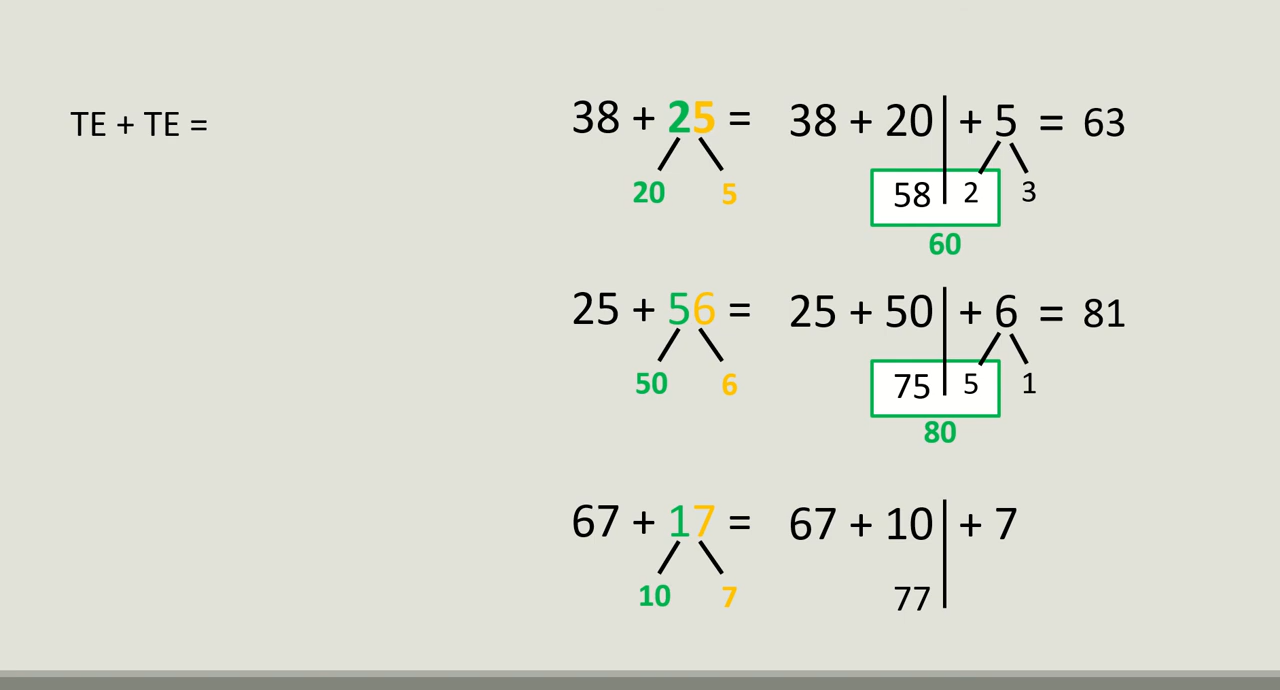 TE + TE =
38 + 25 = 38 + 20 | + 5 = 63
20 5 58 | 2 3
60
25 + 56 = 25 + 50 | + 6 = 81
50 6 75 | 5 1
80
67 + 17 = 67 + 10 | + 7
10 7 77 |